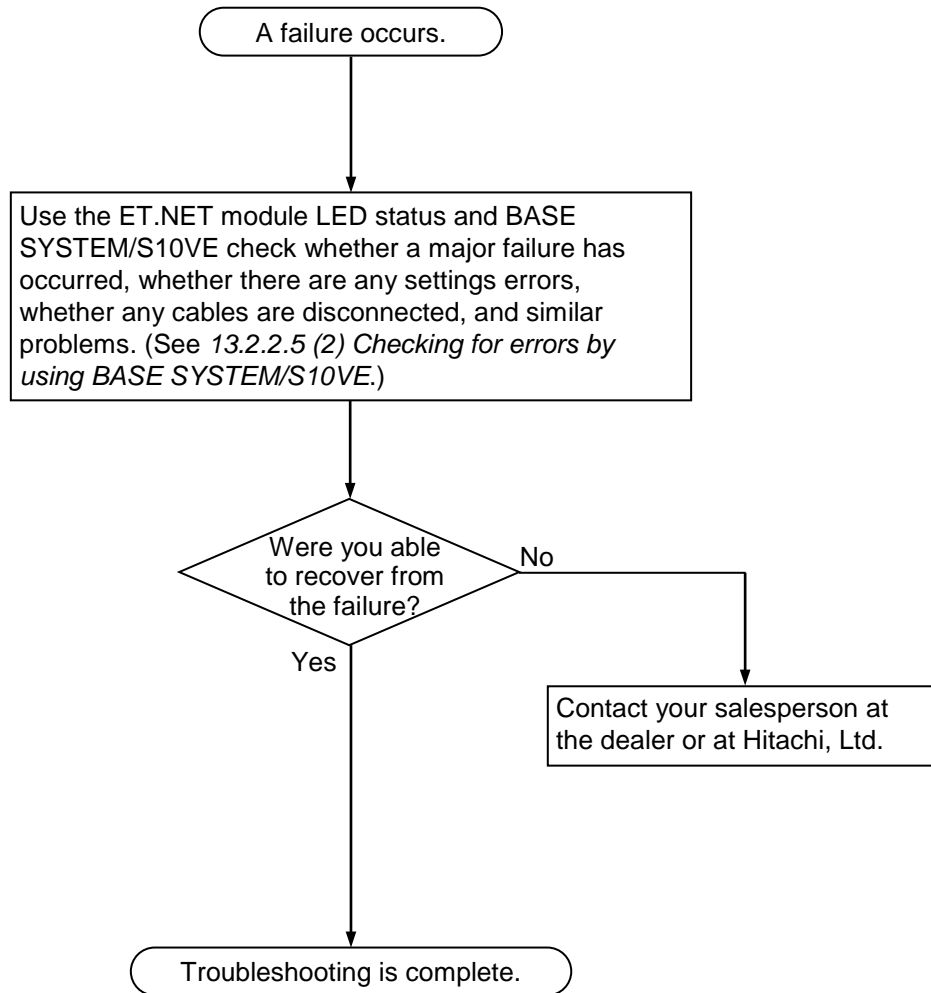 A failure occurs.
Use the ET.NET module LED status and BASE
SYSTEM/S10VE check whether a major failure has
occurred, whether there are any settings errors,
whether any cables are disconnected, and similar
problems. (See 13.2.2.5 (2) Checking for errors by
using BASE SYSTEM/S10VE.)
Were you able
to recover from
the failure?
No
Yes
Contact your salesperson at
the dealer or at Hitachi, Ltd.
Troubleshooting is complete.